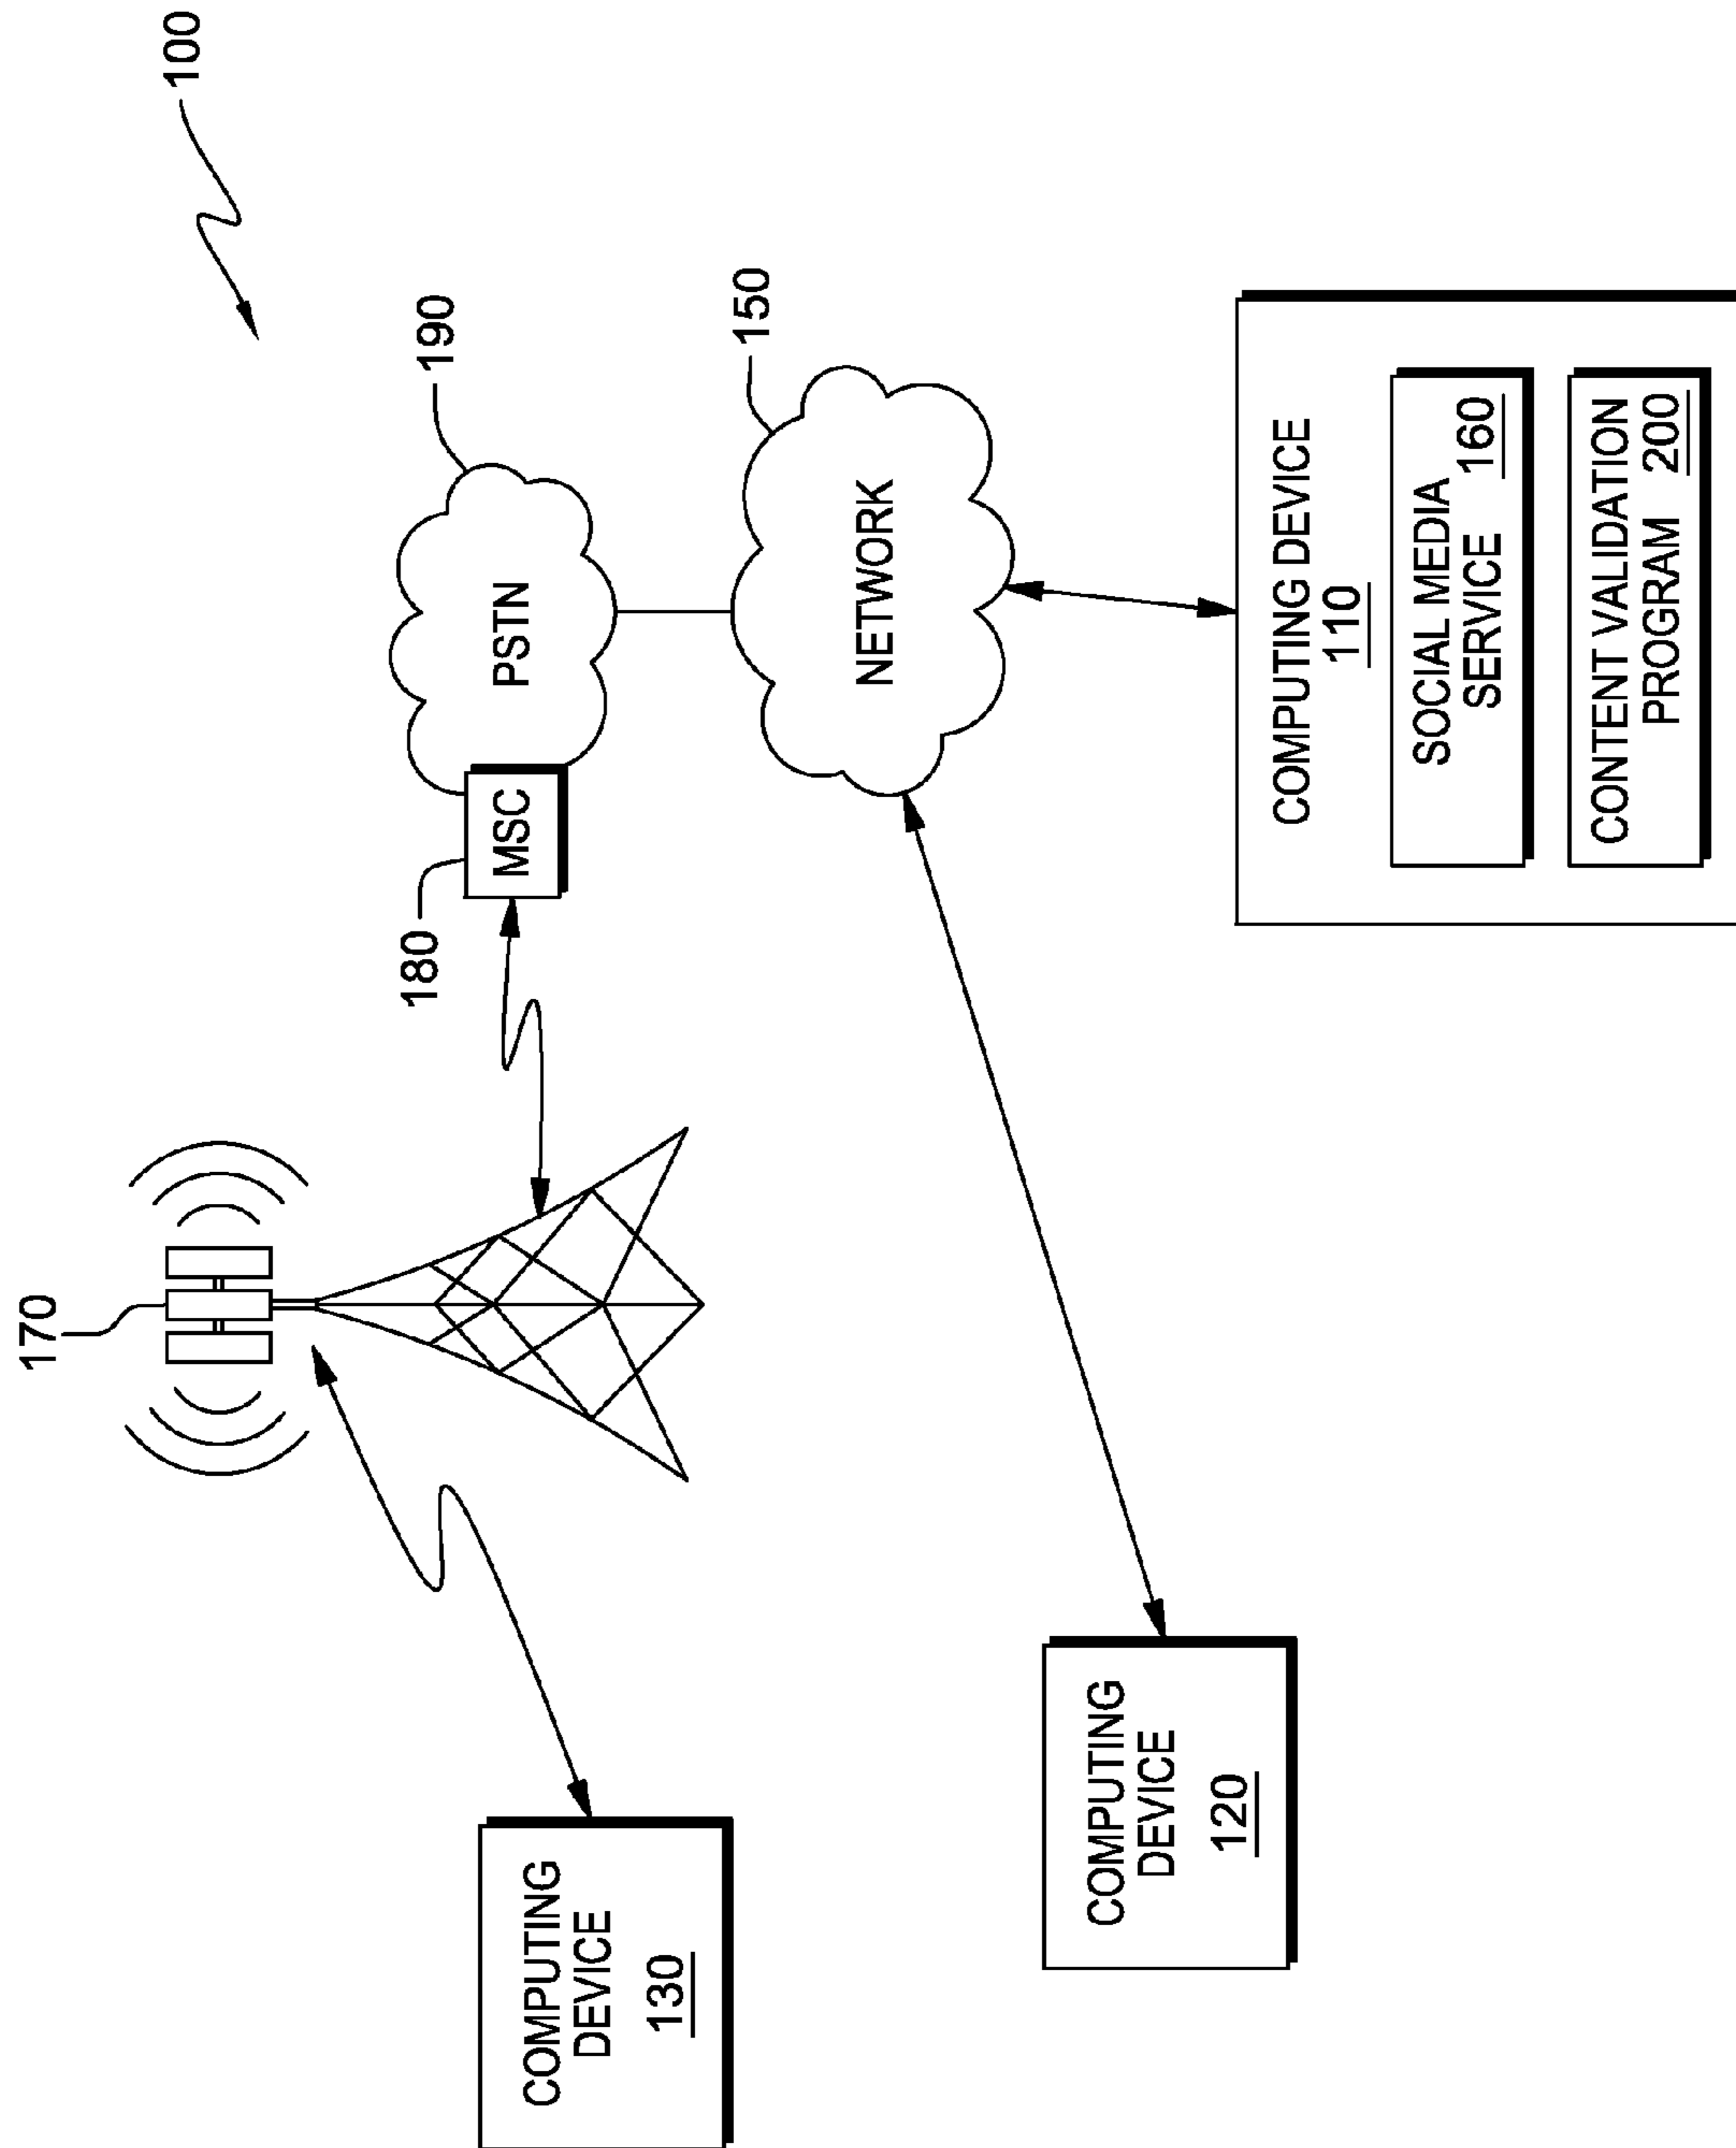 100
170
190
180
MSC
PSTN
150
NETWORK
COMPUTING
DEVICE
130
COMPUTING
DEVICE
120
COMPUTING DEVICE
110
SOCIAL MEDIA
SERVICE 160
CONTENT VALIDATION
PROGRAM 200